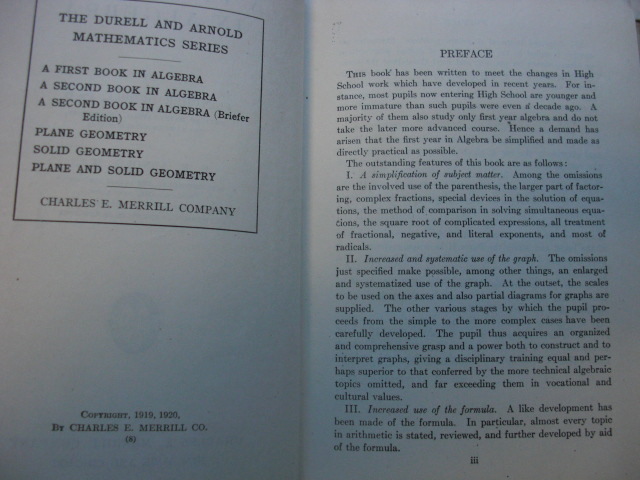 THE DURELL AND ARNOLD
MATHEMATICS SERIES
A FIRST BOOK IN ALGEBRA
A SECOND BOOK IN ALGEBRA
A SECOND BOOK IN ALGEBRA (Briefer
Edition)
PLANE GEOMETRY
SOLID GEOMETRY
PLANE AND SOLID GEOMETRY
CHARLES E. MERRILL COMPANY
COPYRIGHT, 1919, 1920,
BY CHARLES E. MERRILL CO.
(8)
PREFACE
THIS book has been written to meet the changes in High
School work which have developed in recent years. For in-
stance, most pupils now entering High School are younger and
more immature than such pupils were even a decade ago. A
majority of them also study only first year algebra and do not
take the later more advanced course. Hence a demand has
arisen that the first year in Algebra be simplified and made as
directly practical as possible.
The outstanding features of this book are as follows:
I. A simplification of subject matter. Among the omissions
are the involved use of the parenthesis, the larger part of factor-
ing, complex fractions, special devices in the solution of equa-
tions, the method of comparison in solving simultaneous equa-
tions, the square root of complicated expressions, all treatment
of fractional, negative, and literal exponents, and most of
radicals.
II. Increased and systematic use of the graph. The omissions
just specified make possible, among other things, an enlarged
and systematized use of the graph. At the outset, the scales
to be used on the axes and also partial diagrams for graphs are
supplied. The other various stages by which the pupil pro-
ceeds from the simple to the more complex cases have been
carefully developed. The pupil thus acquires an organized
and comprehensive grasp and a power both to construct and to
interpret graphs, giving a disciplinary training equal and per-
haps superior to that conferred by the more technical algebraic
topics omitted, and far exceeding them in vocational and
cultural values.
III. Increased use of the formula. A like development has
been made of the formula. In particular, almost every topic
in arithmetic is stated, reviewed, and further developed by aid
of the formula.
iii